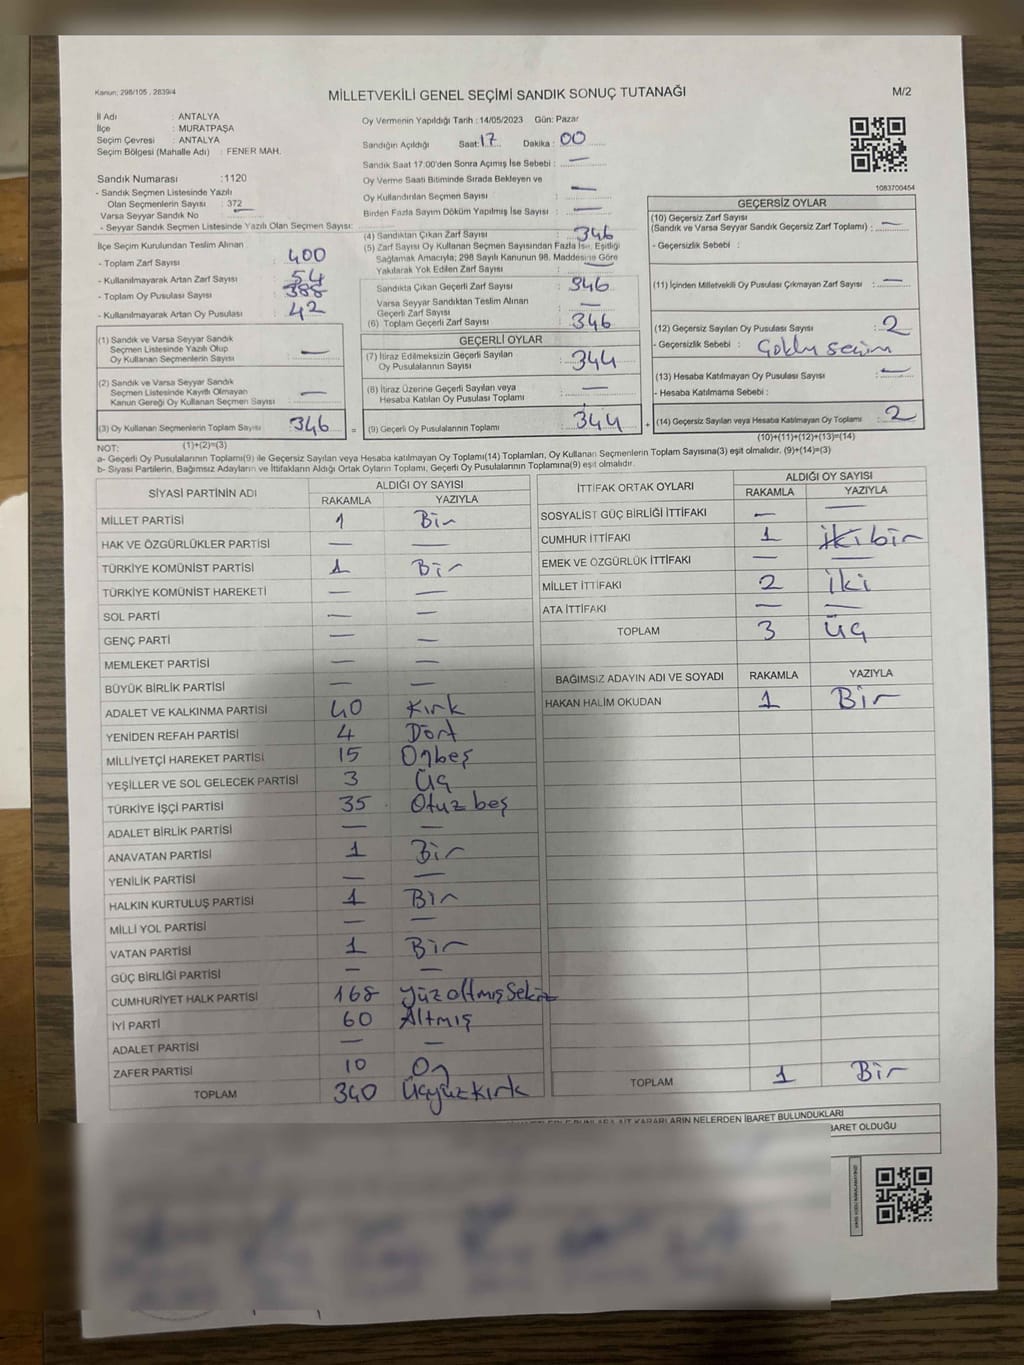 Kanun: 298/105 , 2839/4
MİLLETVEKİLİ GENEL SEÇİMİ SANDIK SONUÇ TUTANAĞI
M/2
İl Adı : ANTALYA
İlçe : MURATPAŞA
Seçim Çevresi : ANTALYA
Seçim Bölgesi (Mahalle Adı) : FENER MAH.
Sandık Numarası : 1120
- Sandık Seçmen Listesinde Yazılı
Olan Seçmenlerin Sayısı : 372
Varsa Seyyar Sandık No —
- Seyyar Sandık Seçmen Listesinde Yazılı Olan Seçmen Sayısı:
Oy Vermenin Yapıldığı Tarih : 14/05/2023 Gün: Pazar
Sandığın Açıldığı Saat: 17 Dakika : 00
Sandık Saat 17:00'den Sonra Açımış İse Sebebi : —
Oy Verme Saati Bitiminde Sırada Bekleyen ve
Oy Kullandırılan Seçmen Sayısı : —
Birden Fazla Sayım Döküm Yapılmış İse Sayısı : —
1083700454
İlçe Seçim Kurulundan Teslim Alınan
- Toplam Zarf Sayısı : 400
- Kullanılmayarak Artan Zarf Sayısı : 54
- Toplam Oy Pusulası Sayısı : 388
- Kullanılmayarak Artan Oy Pusulası : 42
(4) Sandıktan Çıkan Zarf Sayısı : 346
(5) Zarf Sayısı Oy Kullanan Seçmen Sayısından Fazla İse, Eşitliği
Sağlamak Amacıyla; 298 Sayılı Kanunun 98. Maddesine Göre
Yakılarak Yok Edilen Zarf Sayısı : —
Sandıkta Çıkan Geçerli Zarf Sayısı : 346
Varsa Seyyar Sandıktan Teslim Alınan
Geçerli Zarf Sayısı : —
(6) Toplam Geçerli Zarf Sayısı : 346
GEÇERSİZ OYLAR
(10) Geçersiz Zarf Sayısı
(Sandık ve Varsa Seyyar Sandık Geçersiz Zarf Toplamı) : —
- Geçersizlik Sebebi :
(11) İçinden Milletvekili Oy Pusulası Çıkmayan Zarf Sayısı : —
(12) Geçersiz Sayılan Oy Pusulası Sayısı : 2
- Geçersizlik Sebebi : Çoklu seçim
(13) Hesaba Katılmayan Oy Pusulası Sayısı : —
- Hesaba Katılmama Sebebi :
(14) Geçersiz Sayılan veya Hesaba Katılmayan Oy Toplamı : 2
(10)+(11)+(12)+(13)=(14)
(1) Sandık ve Varsa Seyyar Sandık
Seçmen Listesinde Yazılı Olup
Oy Kullanan Seçmenlerin Sayısı : —
(2) Sandık ve Varsa Seyyar Sandık
Seçmen Listesinde Kayıtlı Olmayan
Kanun Gereği Oy Kullanan Seçmen Sayısı : —
(3) Oy Kullanan Seçmenlerin Toplam Sayısı : 346 =
(1)+(2)=(3)
GEÇERLİ OYLAR
(7) İtiraz Edilmeksizin Geçerli Sayılan
Oy Pusulalarının Sayısı : 344
(8) İtiraz Üzerine Geçerli Sayılan veya
Hesaba Katılan Oy Pusulası Toplamı : —
(9) Geçerli Oy Pusulalarının Toplamı : 344 +
NOT:
a- Geçerli Oy Pusulalarının Toplamı(9) ile Geçersiz Sayılan veya Hesaba katılmayan Oy Toplamı(14) Toplamları, Oy Kullanan Seçmenlerin Toplam Sayısına(3) eşit olmalıdır. (9)+(14)=(3)
b- Siyasi Partilerin, Bağımsız Adayların ve İttifakların Aldığı Ortak Oyların Toplamı, Geçerli Oy Pusulalarının Toplamına(9) eşit olmalıdır.
SİYASİ PARTİNİN ADI ALDIĞI OY SAYISI
RAKAMLA YAZIYLA
MİLLET PARTİSİ 1 Bir
HAK VE ÖZGÜRLÜKLER PARTİSİ — —
TÜRKİYE KOMÜNİST PARTİSİ 1 Bir
TÜRKİYE KOMÜNİST HAREKETİ — —
SOL PARTİ — —
GENÇ PARTİ — —
MEMLEKET PARTİSİ — —
BÜYÜK BİRLİK PARTİSİ — —
ADALET VE KALKINMA PARTİSİ 40 Kırk
YENİDEN REFAH PARTİSİ 4 Dört
MİLLİYETÇİ HAREKET PARTİSİ 15 Onbeş
YEŞİLLER VE SOL GELECEK PARTİSİ 3 Üç
TÜRKİYE İŞÇİ PARTİSİ 35 Otuz beş
ADALET BİRLİK PARTİSİ — —
ANAVATAN PARTİSİ 1 Bir
YENİLİK PARTİSİ — —
HALKIN KURTULUŞ PARTİSİ 1 Bir
MİLLİ YOL PARTİSİ — —
VATAN PARTİSİ 1 Bir
GÜÇ BİRLİĞİ PARTİSİ — —
CUMHURİYET HALK PARTİSİ 168 Yüzaltmışsekiz
İYİ PARTİ 60 Altmış
ADALET PARTİSİ — —
ZAFER PARTİSİ 10 On
TOPLAM 340 Üçyüzkırk
İTTİFAK ORTAK OYLARI ALDIĞI OY SAYISI
RAKAMLA YAZIYLA
SOSYALİST GÜÇ BİRLİĞİ İTTİFAKI — —
CUMHUR İTTİFAKI 1 iki bir
EMEK VE ÖZGÜRLÜK İTTİFAKI — —
MİLLET İTTİFAKI 2 İki
ATA İTTİFAKI — —
TOPLAM 3 Üç
BAĞIMSIZ ADAYIN ADI VE SOYADI RAKAMLA YAZIYLA
HAKAN HALİM OKUDAN 1 Bir
TOPLAM 1 Bir
KARARLARIN NELERDEN İBARET BULUNDUKLARI
İBARET OLDUĞU